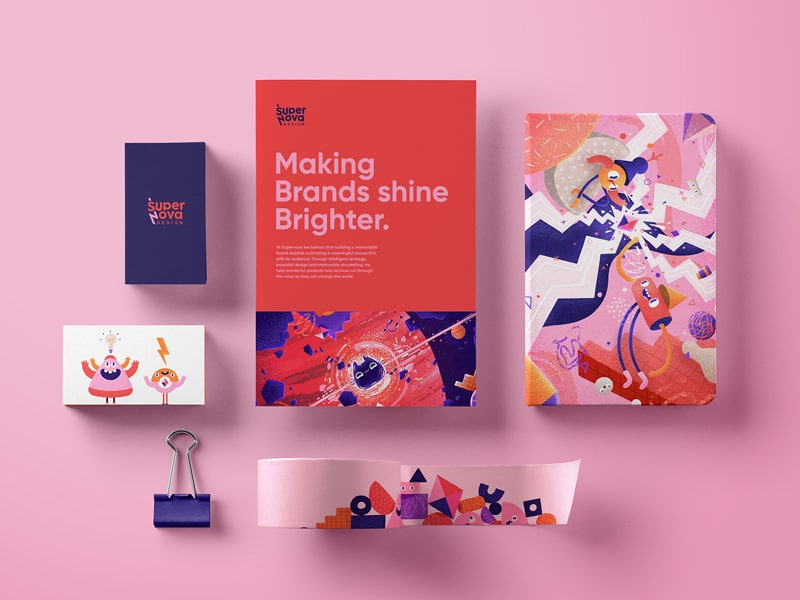 Super
Nova
DESIGN
Making
Brands shine
Brighter.
At Supernova we believe that building a memorable
brand requires cultivating a meaningful connection
with its audience. Through intelligent strategy,
beautiful design and memorable storytelling, we
help wonderful products and services cut through
the noise so they can change the world.
Super
Nova
DESIGN